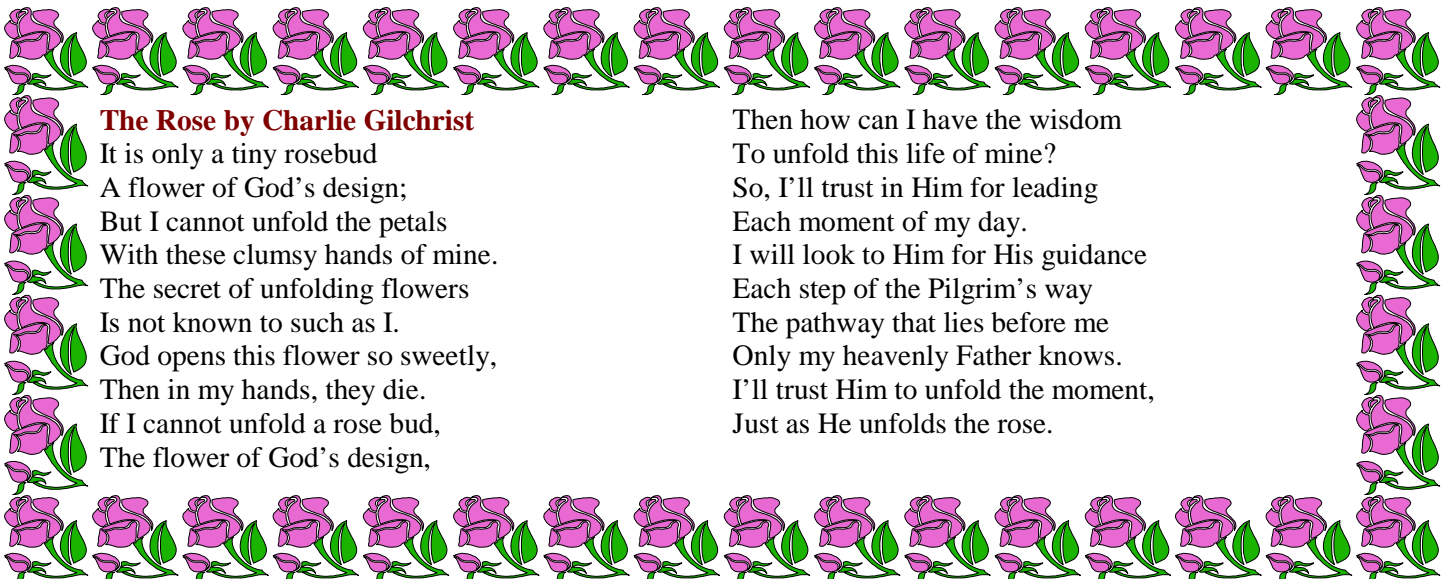 The Rose by Charlie Gilchrist
It is only a tiny rosebud
A flower of God’s design;
But I cannot unfold the petals
With these clumsy hands of mine.
The secret of unfolding flowers
Is not known to such as I.
God opens this flower so sweetly,
Then in my hands, they die.
If I cannot unfold a rose bud,
The flower of God’s design,
Then how can I have the wisdom
To unfold this life of mine?
So, I’ll trust in Him for leading
Each moment of my day.
I will look to Him for His guidance
Each step of the Pilgrim’s way
The pathway that lies before me
Only my heavenly Father knows.
I’ll trust Him to unfold the moment,
Just as He unfolds the rose.